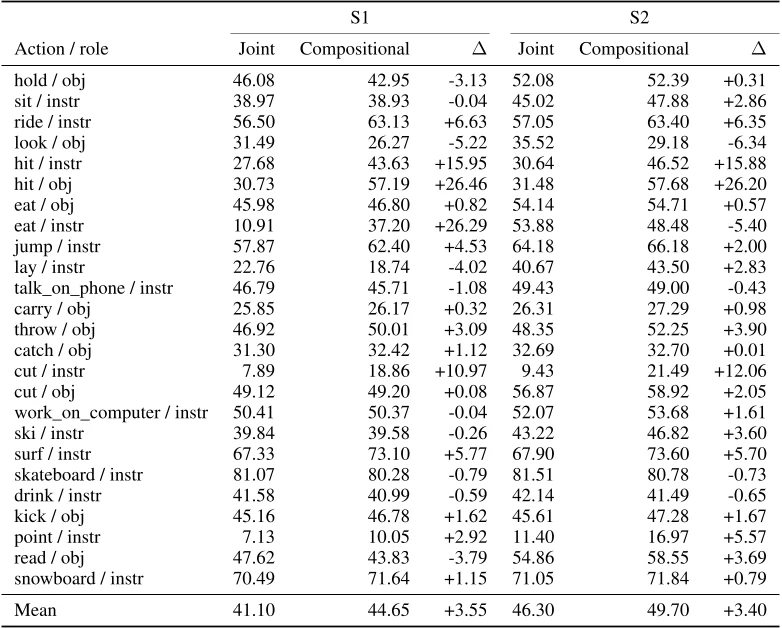 S1 S2
Action / role Joint Compositional Δ Joint Compositional Δ
hold / obj 46.08 42.95 -3.13 52.08 52.39 +0.31
sit / instr 38.97 38.93 -0.04 45.02 47.88 +2.86
ride / instr 56.50 63.13 +6.63 57.05 63.40 +6.35
look / obj 31.49 26.27 -5.22 35.52 29.18 -6.34
hit / instr 27.68 43.63 +15.95 30.64 46.52 +15.88
hit / obj 30.73 57.19 +26.46 31.48 57.68 +26.20
eat / obj 45.98 46.80 +0.82 54.14 54.71 +0.57
eat / instr 10.91 37.20 +26.29 53.88 48.48 -5.40
jump / instr 57.87 62.40 +4.53 64.18 66.18 +2.00
lay / instr 22.76 18.74 -4.02 40.67 43.50 +2.83
talk_on_phone / instr 46.79 45.71 -1.08 49.43 49.00 -0.43
carry / obj 25.85 26.17 +0.32 26.31 27.29 +0.98
throw / obj 46.92 50.01 +3.09 48.35 52.25 +3.90
catch / obj 31.30 32.42 +1.12 32.69 32.70 +0.01
cut / instr 7.89 18.86 +10.97 9.43 21.49 +12.06
cut / obj 49.12 49.20 +0.08 56.87 58.92 +2.05
work_on_computer / instr 50.41 50.37 -0.04 52.07 53.68 +1.61
ski / instr 39.84 39.58 -0.26 43.22 46.82 +3.60
surf / instr 67.33 73.10 +5.77 67.90 73.60 +5.70
skateboard / instr 81.07 80.28 -0.79 81.51 80.78 -0.73
drink / instr 41.58 40.99 -0.59 42.14 41.49 -0.65
kick / obj 45.16 46.78 +1.62 45.61 47.28 +1.67
point / instr 7.13 10.05 +2.92 11.40 16.97 +5.57
read / obj 47.62 43.83 -3.79 54.86 58.55 +3.69
snowboard / instr 70.49 71.64 +1.15 71.05 71.84 +0.79
Mean 41.10 44.65 +3.55 46.30 49.70 +3.40